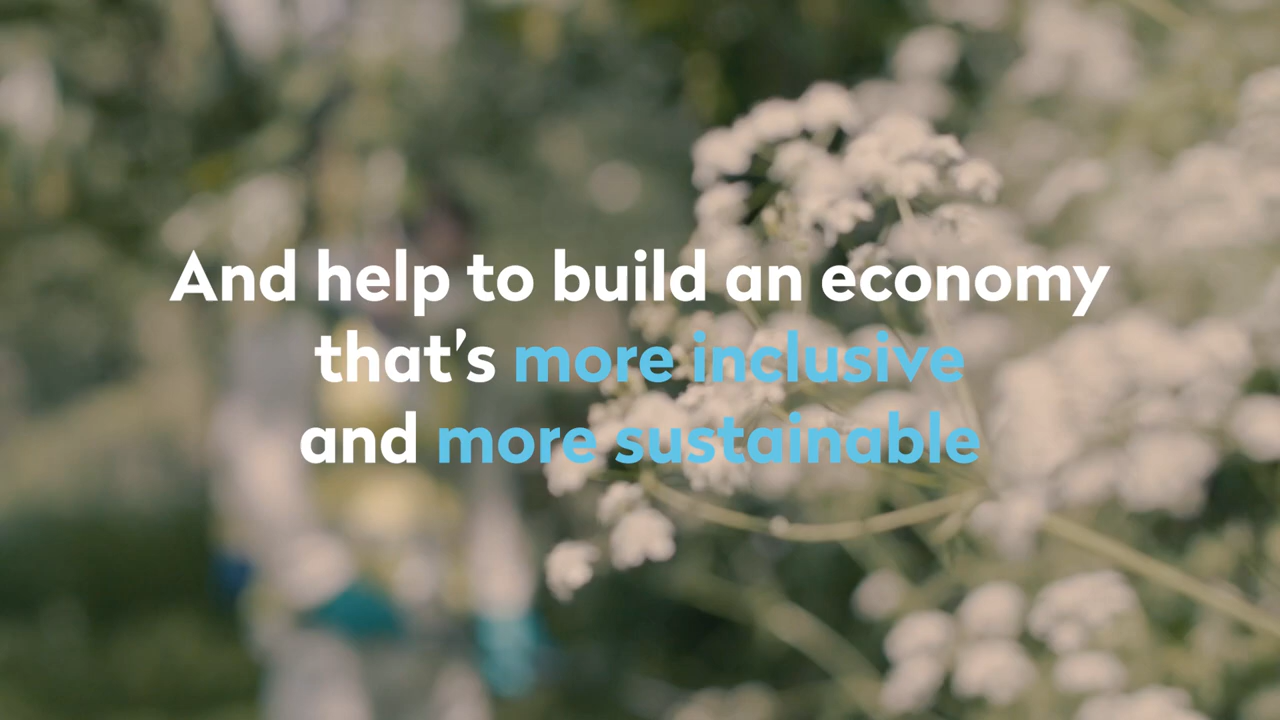 And help to build an economy
that’s more inclusive
and more sustainable